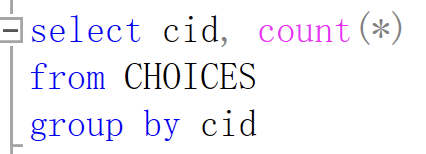 select cid, count(*)
from CHOICES
group by cid